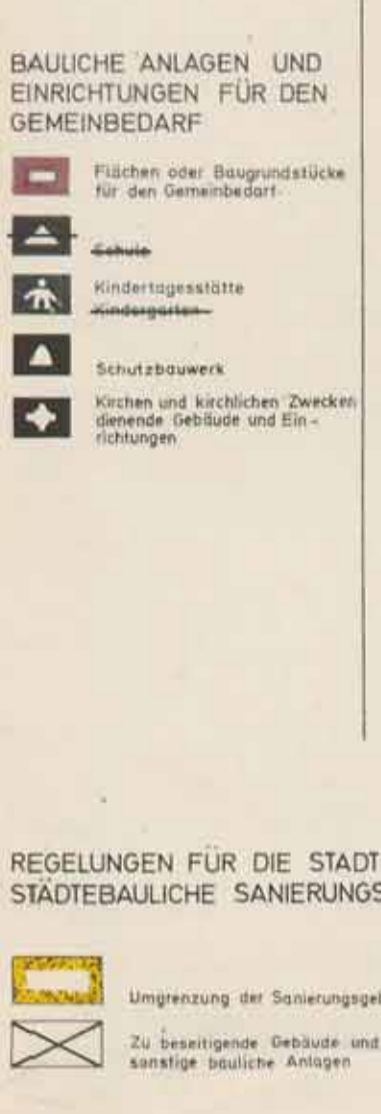 BAULICHE ANLAGEN UND
EINRICHTUNGEN FÜR DEN
GEMEINBEDARF
Flächen oder Baugrundstücke
für den Gemeinbedarf
Schule
Kindertagesstätte
Kindergarten
Schutzbauwerk
Kirchen und kirchlichen Zwecken
dienende Gebäude und Ein-
richtungen
REGELUNGEN FÜR DIE STADT
STÄDTEBAULICHE SANIERUNGS
Umgrenzung der Sanierungsgeb
Zu beseitigende Gebäude und
sonstige bauliche Anlagen